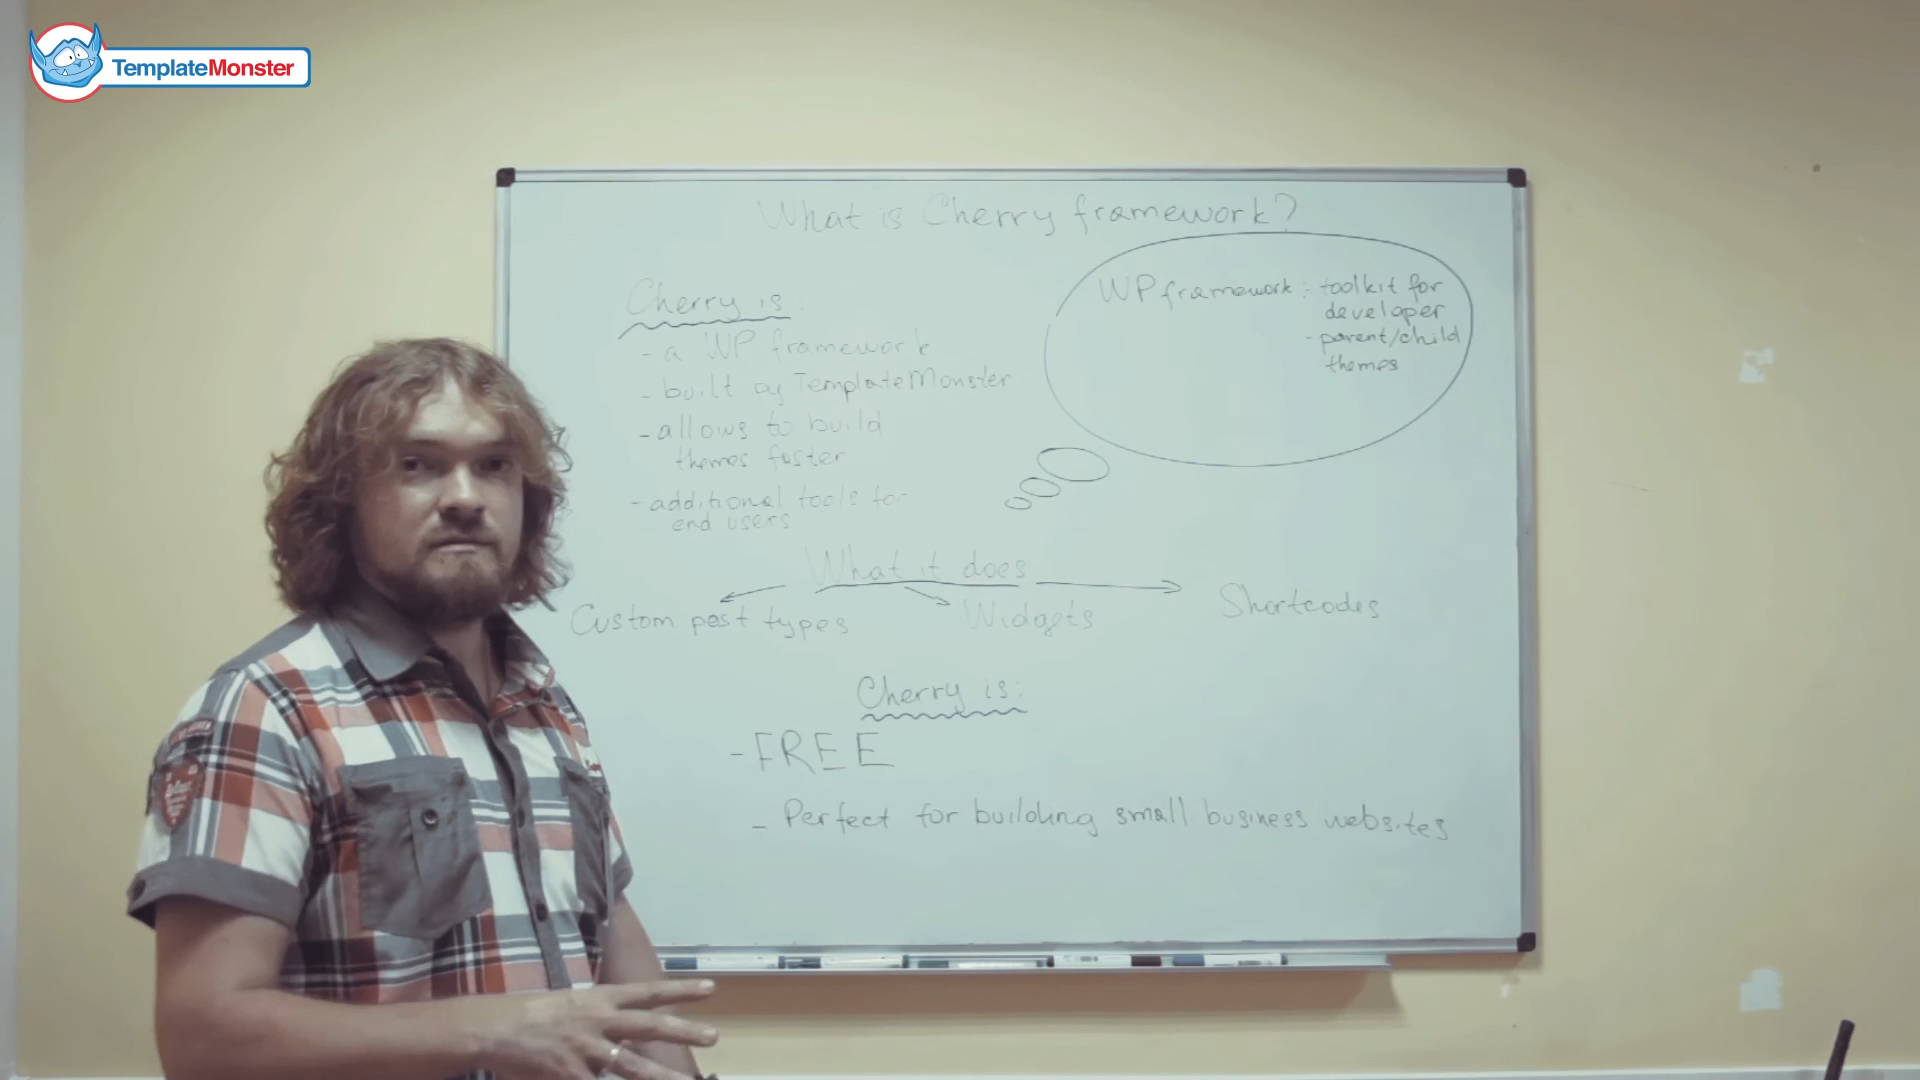 TemplateMonster
What is Cherry framework?
Cherry is:
- a WP framework
- built by TemplateMonster
- allows to build
themes faster
- additional tools for
end users
WP framework: toolkit for
developer
- parent/child
themes
What it does
Custom post types
Widgets
Shortcodes
Cherry is:
- FREE
- Perfect for building small business websites